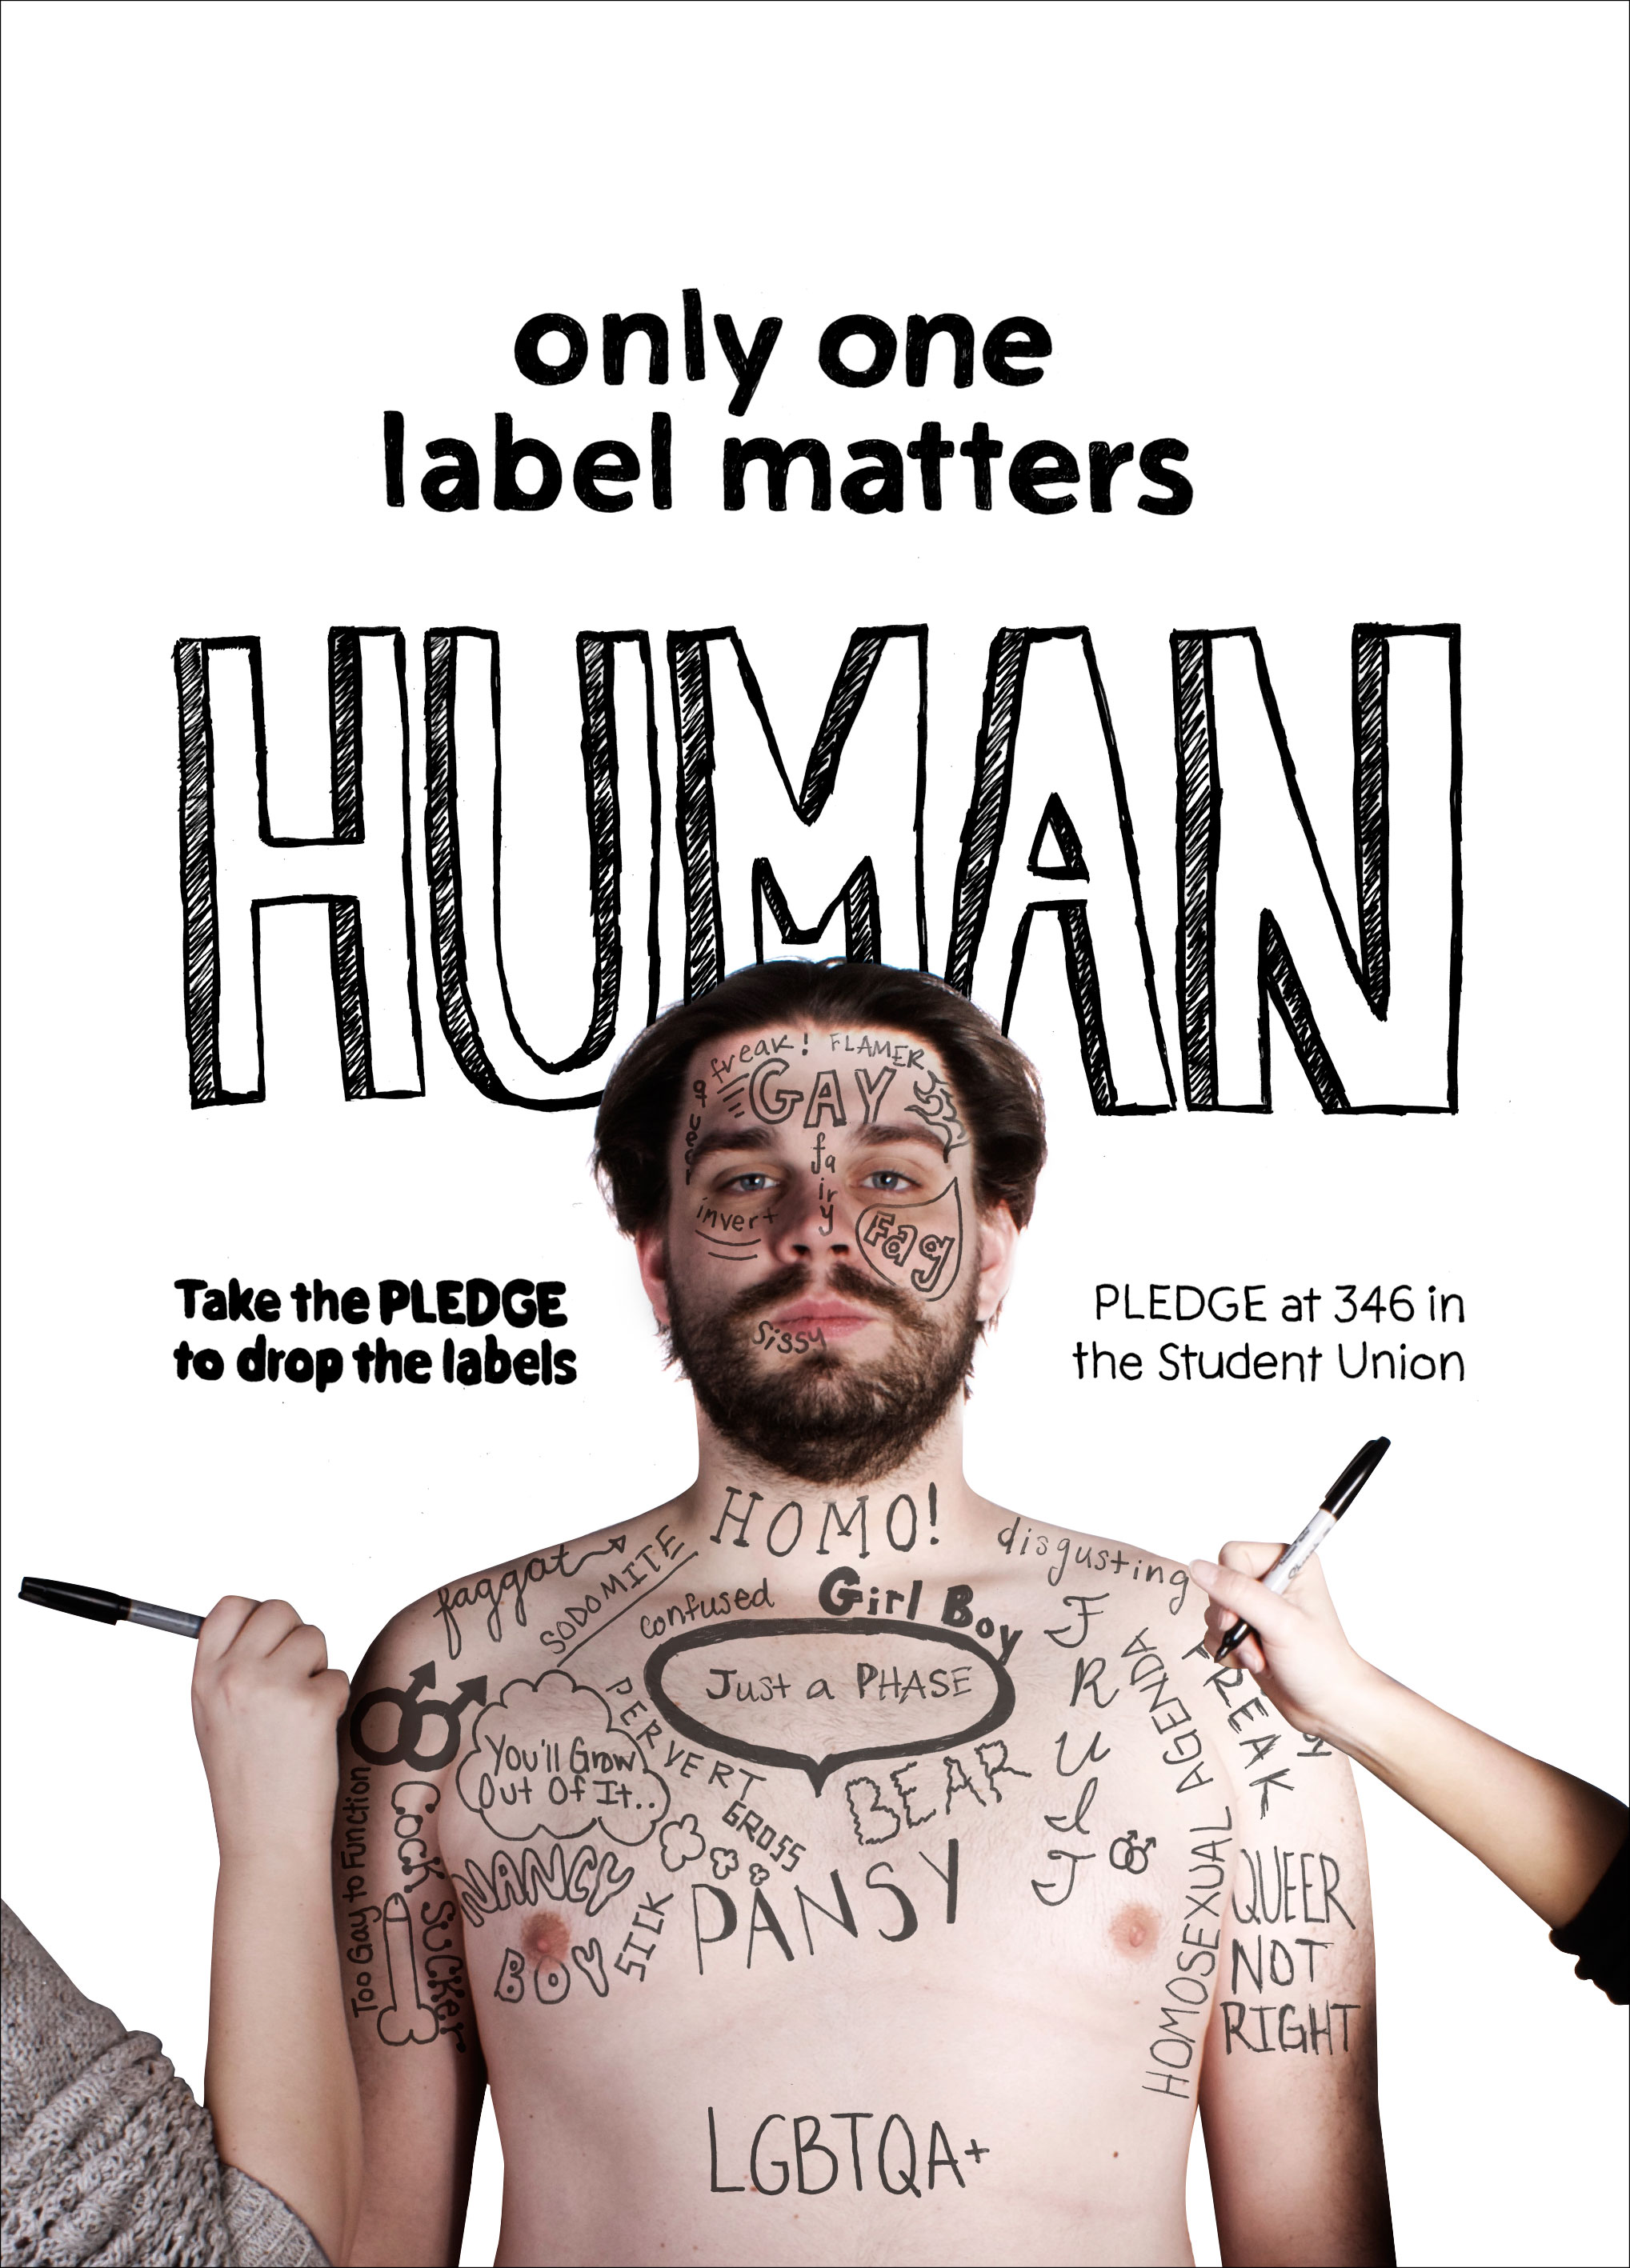 only one
label matters
HUMAN
freak!
FLAMER
GAY
queer
fairy
invert
Fag
sissy
Take the PLEDGE
to drop the labels
PLEDGE at 346 in
the Student Union
HOMO!
faggot
SODOMITE
confused
Girl Boy
disgusting
Just a PHASE
PERVERT
You'll Grow
Out Of It..
GROSS
BEAR
FRUIT
HOMOSEXUAL AGENDA
FREAK
Too Gay to Function
Cock Sucker
NANCY
BOY
SICK
PANSY
QUEER
NOT
RIGHT
LGBTQA+